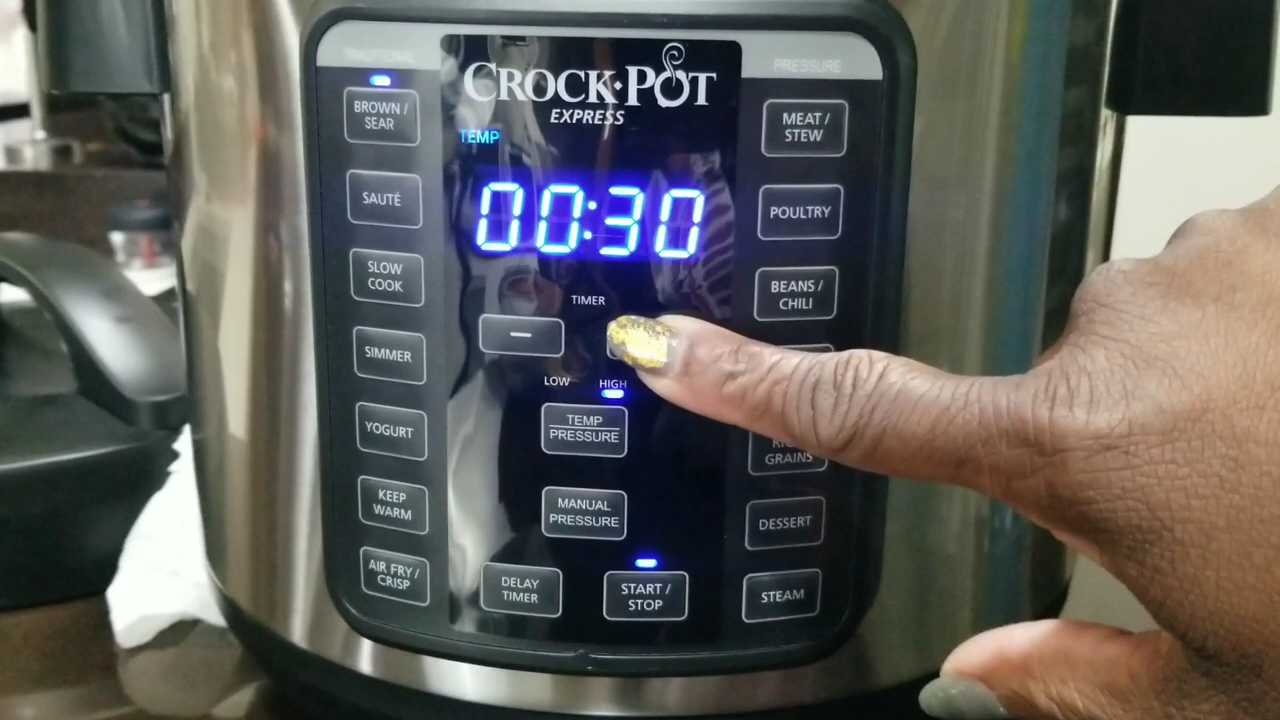 TRADITIONAL
CROCK·POT
EXPRESS
PRESSURE
TEMP
00:30
BROWN /
SEAR
SAUTÉ
SLOW
COOK
SIMMER
YOGURT
KEEP
WARM
AIR FRY /
CRISP
TIMER
–
LOW
HIGH
TEMP
PRESSURE
MANUAL
PRESSURE
DELAY
TIMER
START /
STOP
MEAT /
STEW
POULTRY
BEANS /
CHILI
GRAINS
DESSERT
STEAM